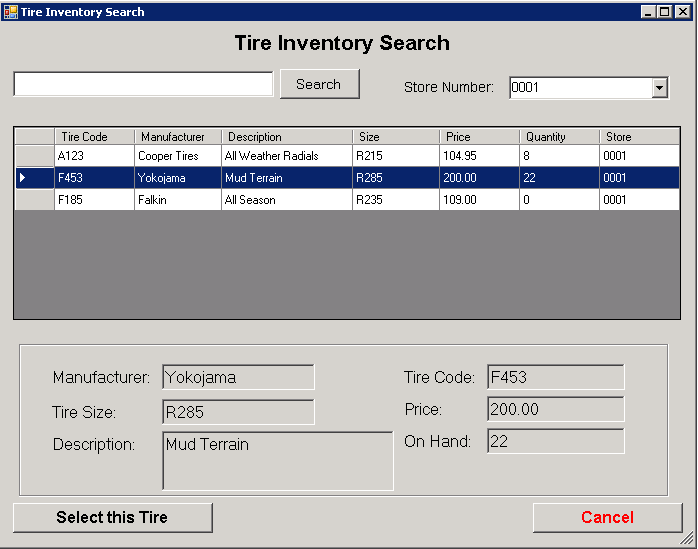 Tire Inventory Search
Tire Inventory Search
Search Store Number: 0001
Tire Code Manufacturer Description Size Price Quantity Store
A123 Cooper Tires All Weather Radials R215 104.95 8 0001
F453 Yokojama Mud Terrain R285 200.00 22 0001
F185 Falkin All Season R235 109.00 0 0001
Manufacturer: Yokojama Tire Code: F453
Tire Size: R285 Price: 200.00
Description: Mud Terrain On Hand: 22
Select this Tire Cancel